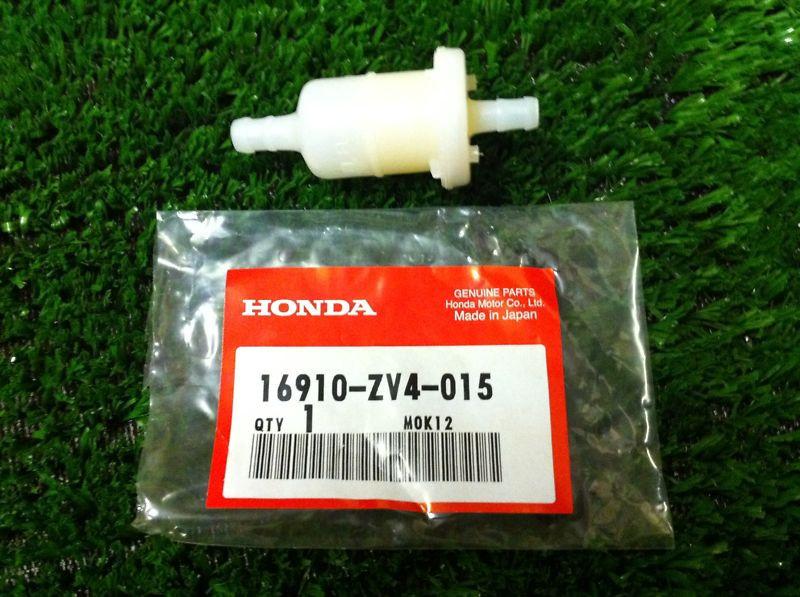 HONDA
GENUINE PARTS
Honda Motor Co., Ltd.
Made in Japan
16910-ZV4-015
QTY 1 MOK12